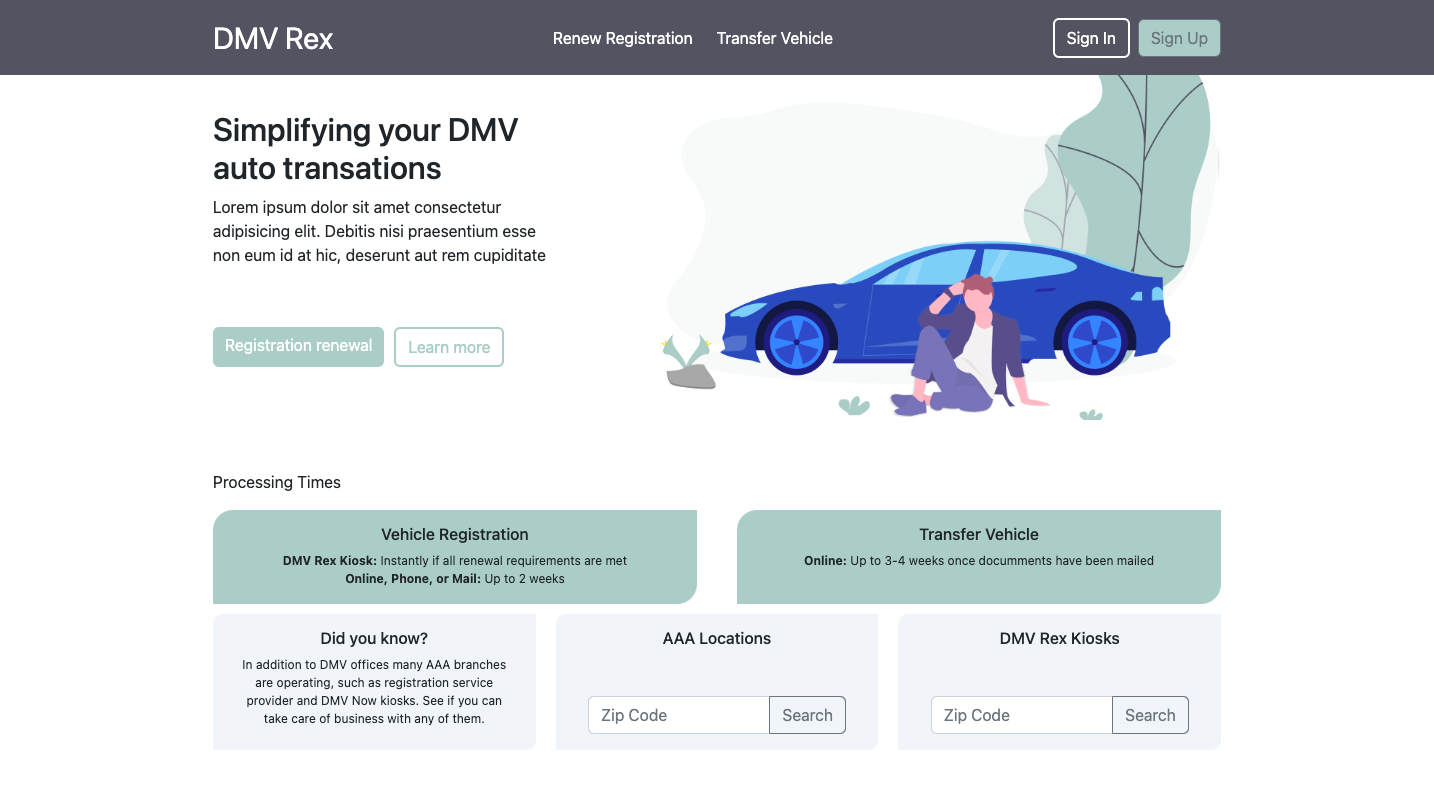 DMV Rex
Renew Registration
Transfer Vehicle
Sign In
Sign Up
Simplifying your DMV
auto transations
Lorem ipsum dolor sit amet consectetur
adipisicing elit. Debitis nisi praesentium esse
non eum id at hic, deserunt aut rem cupiditate
Registration renewal
Learn more
Processing Times
Vehicle Registration
DMV Rex Kiosk: Instantly if all renewal requirements are met
Online, Phone, or Mail: Up to 2 weeks
Transfer Vehicle
Online: Up to 3-4 weeks once documments have been mailed
Did you know?
In addition to DMV offices many AAA branches
are operating, such as registration service
provider and DMV Now kiosks. See if you can
take care of business with any of them.
AAA Locations
Zip Code
Search
DMV Rex Kiosks
Zip Code
Search